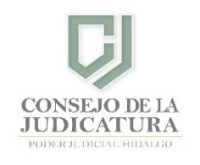 CONSEJO DE LA
JUDICATURA
PODER JUDICIAL HIDALGO